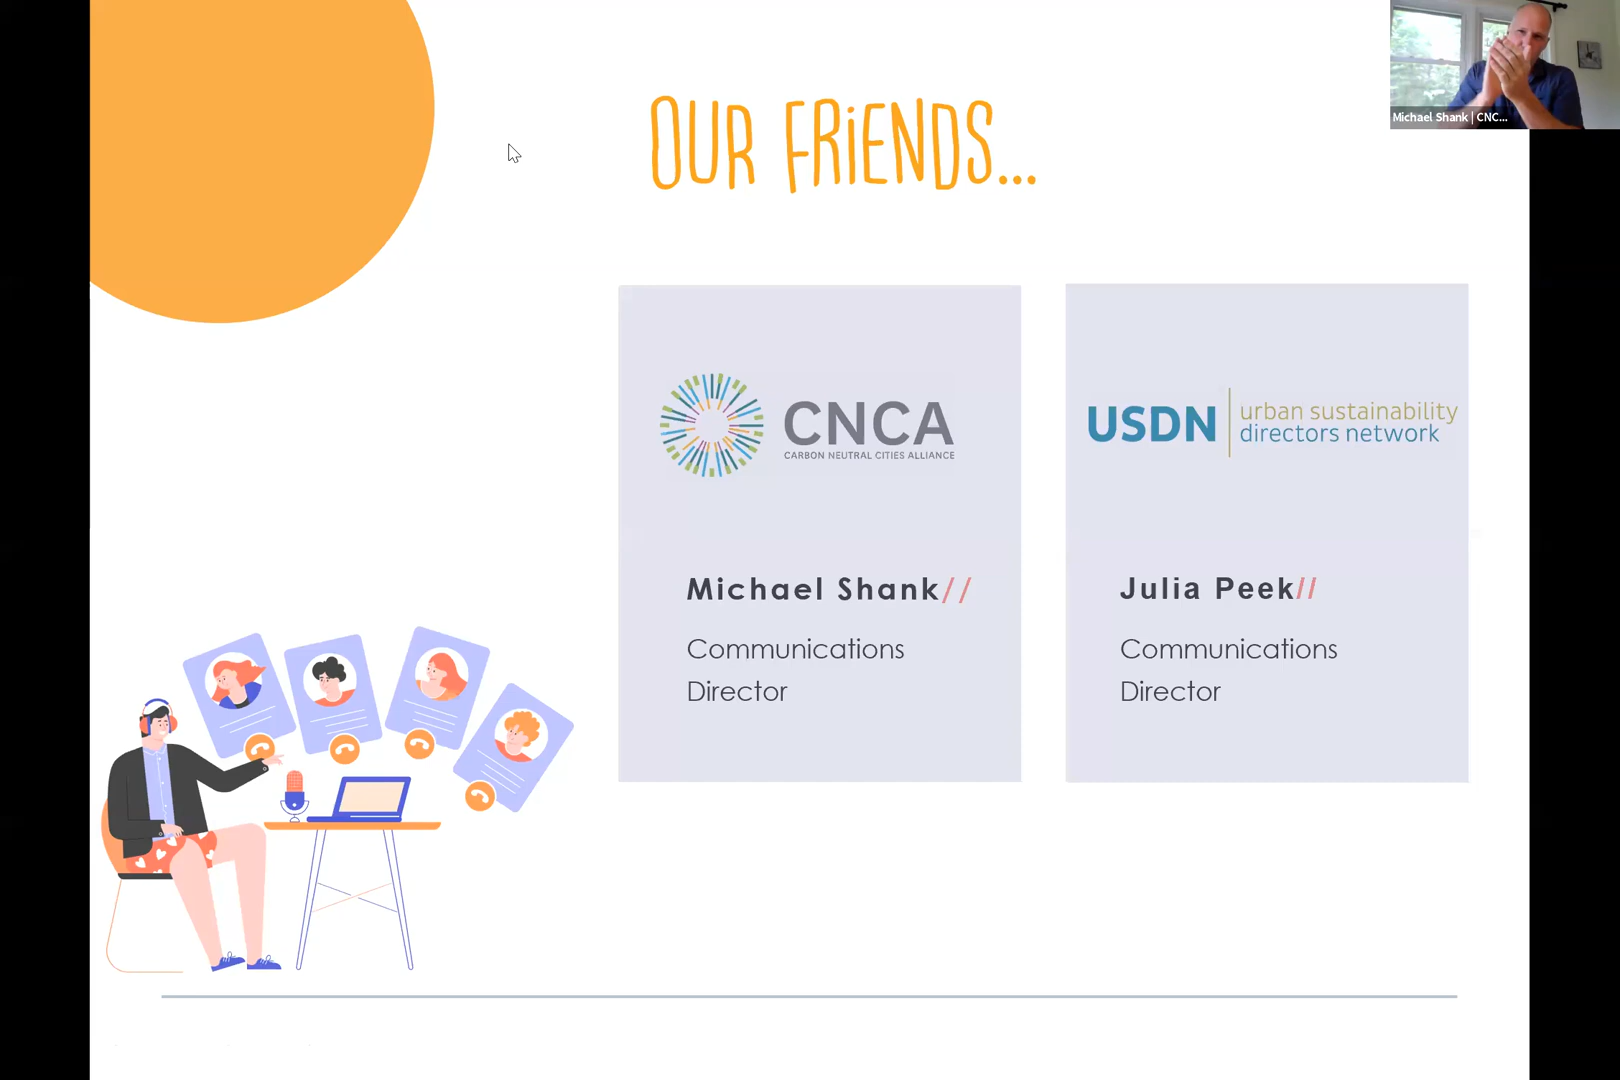 Michael Shank | CNC...
OUR FRiENDS...
CNCA
CARBON NEUTRAL CITIES ALLIANCE
USDN
urban sustainability
directors network
Michael Shank//
Communications
Director
Julia Peek//
Communications
Director